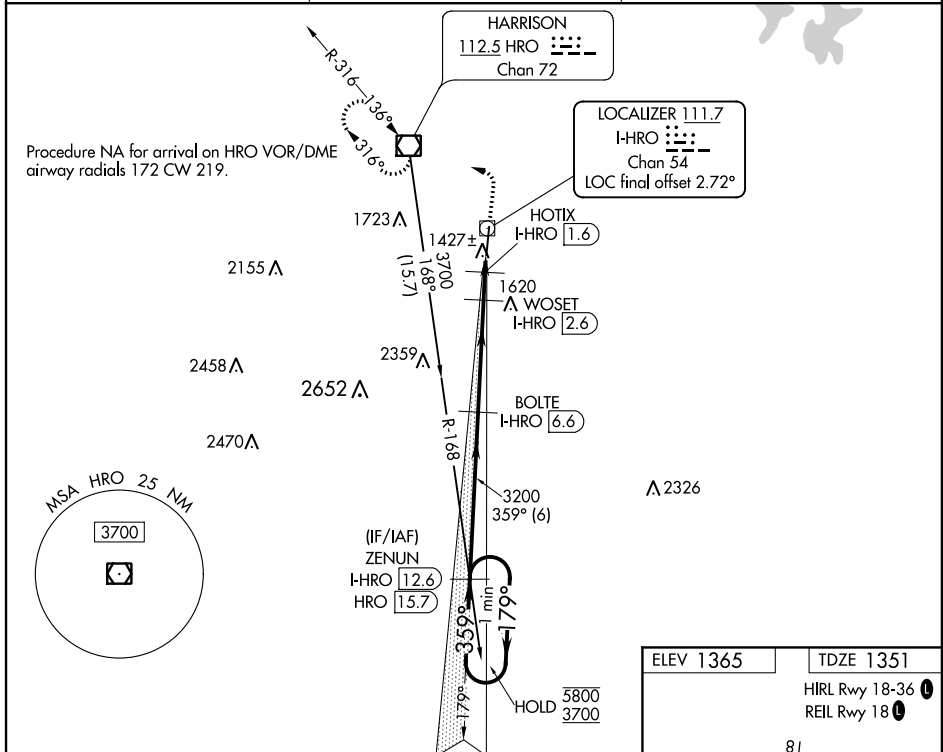 HARRISON
112.5 HRO
Chan 72
R-316
136°
316°
LOCALIZER 111.7
I-HRO
Chan 54
LOC final offset 2.72°
Procedure NA for arrival on HRO VOR/DME
airway radials 172 CW 219.
1723
1427±
HOTIX
I-HRO 1.6
3700
168°
(15.7)
2155
1620
WOSET
I-HRO 2.6
2359
2458
2652
BOLTE
I-HRO 6.6
R-168
2470
2326
3200
359° (6)
MSA HRO 25 NM
3700
(IF/IAF)
ZENUN
I-HRO 12.6
HRO 15.7
359°
1 min
179°
179°
HOLD 5800
3700
ELEV 1365
TDZE 1351
HIRL Rwy 18-36 L
REIL Rwy 18 L
18